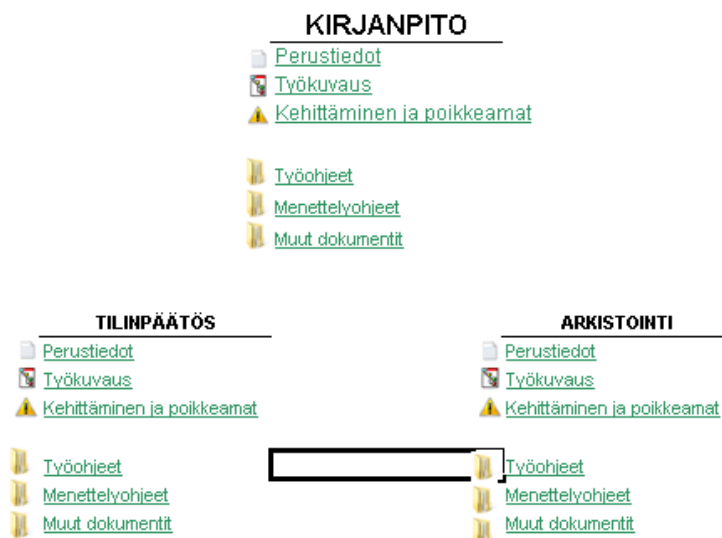 KIRJANPITO
Perustiedot
Työkuvaus
Kehittäminen ja poikkeamat
Työohjeet
Menettelyohjeet
Muut dokumentit
TILINPÄÄTÖS
Perustiedot
Työkuvaus
Kehittäminen ja poikkeamat
Työohjeet
Menettelyohjeet
Muut dokumentit
ARKISTOINTI
Perustiedot
Työkuvaus
Kehittäminen ja poikkeamat
Työohjeet
Menettelyohjeet
Muut dokumentit